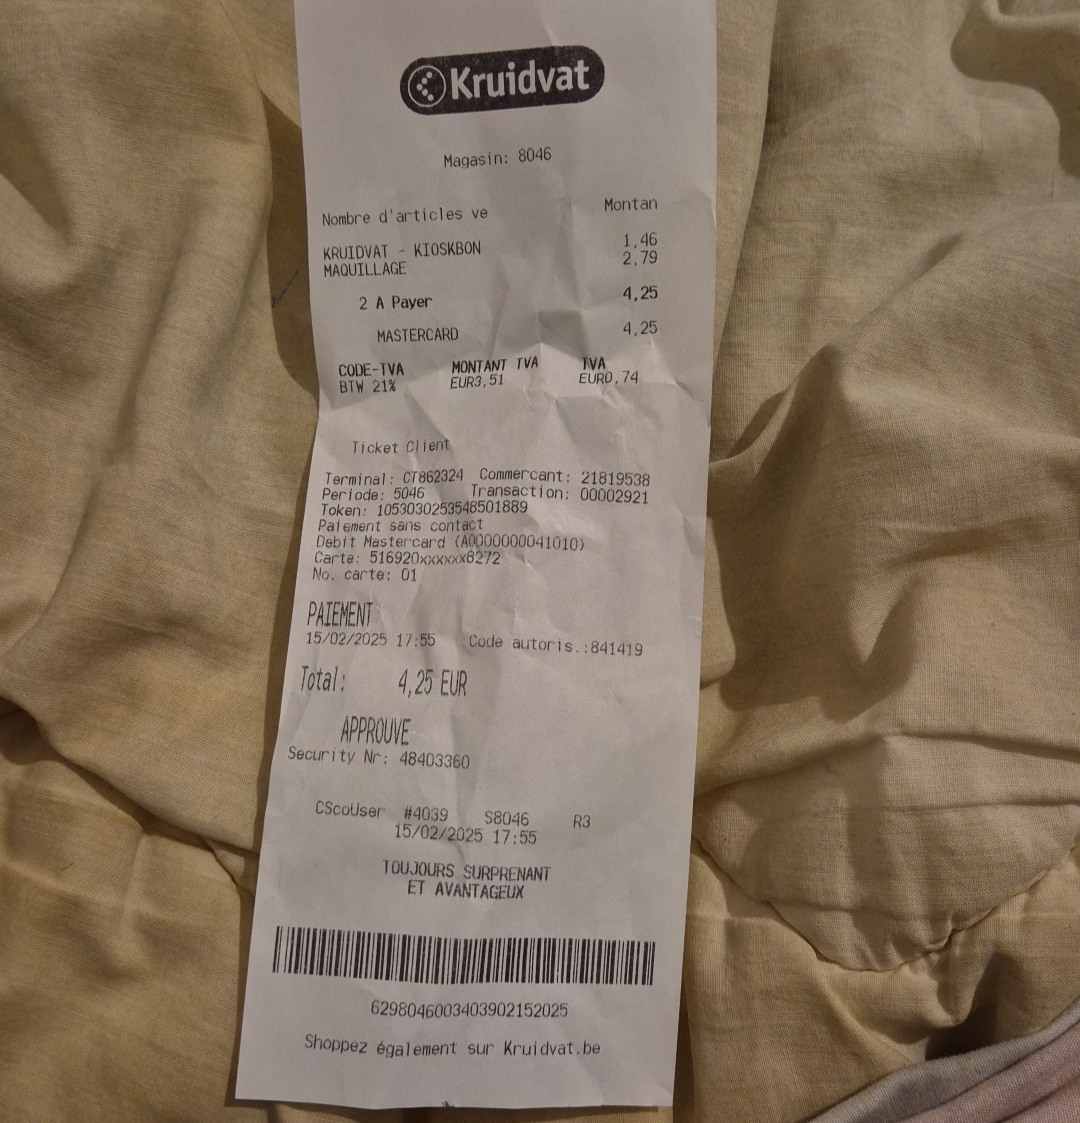 Kruidvat
Magasin: 8046
Nombre d'articles ve Montan
KRUIDVAT - KIOSKBON 1,46
MAQUILLAGE 2,79
2 A Payer 4,25
MASTERCARD 4,25
CODE-TVA MONTANT TVA TVA
BTW 21% EUR3,51 EUR0,74
Ticket Client
Terminal: CT862324 Commercant: 21819538
Periode: 5046 Transaction: 00002921
Token: 1053030253548501889
Paiement sans contact
Debit Mastercard (A0000000041010)
Carte: 516920xxxxxx8272
No. carte: 01
PAIEMENT
15/02/2025 17:55 Code autoris.:841419
Total: 4,25 EUR
APPROUVE
Security Nr: 48403360
CScoUser #4039 S8046 R3
15/02/2025 17:55
TOUJOURS SURPRENANT
ET AVANTAGEUX
6298046003403902152025
Shoppez également sur Kruidvat.be